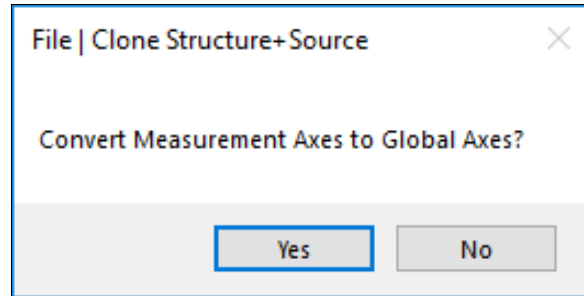 File | Clone Structure+Source
Convert Measurement Axes to Global Axes?
Yes No